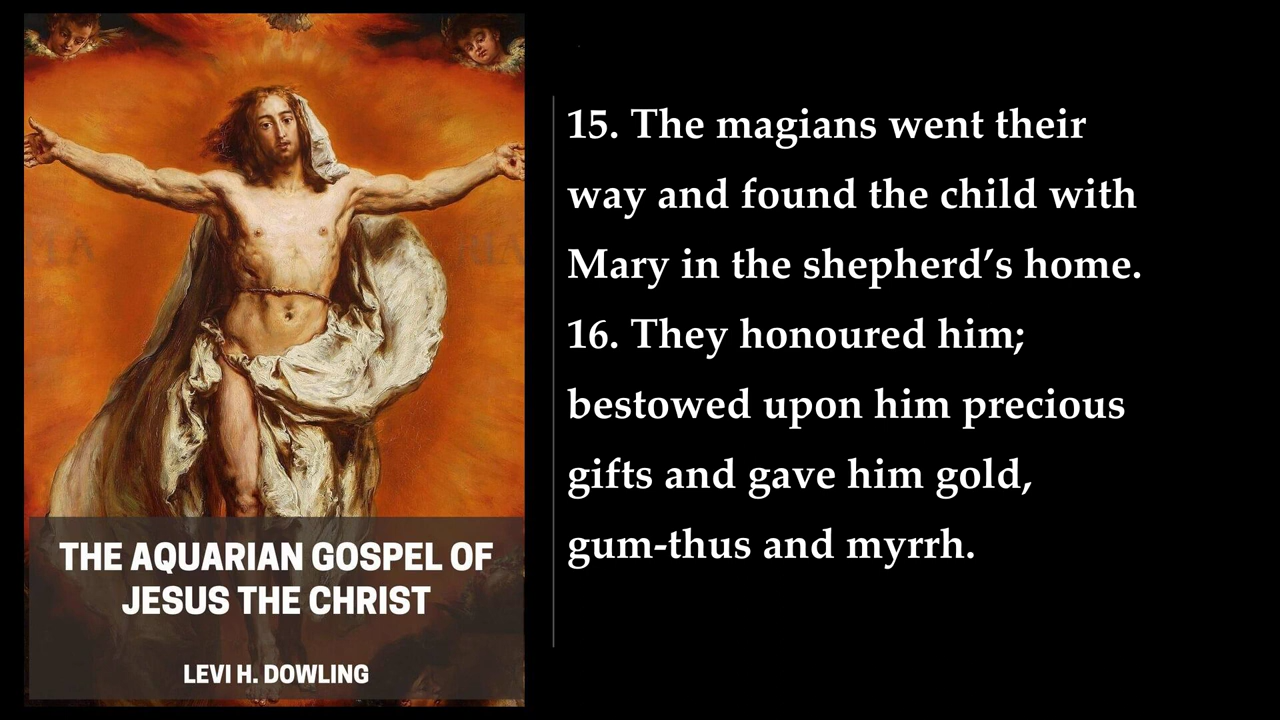 THE AQUARIAN GOSPEL OF
JESUS THE CHRIST
LEVI H. DOWLING
15. The magians went their
way and found the child with
Mary in the shepherd’s home.
16. They honoured him;
bestowed upon him precious
gifts and gave him gold,
gum-thus and myrrh.